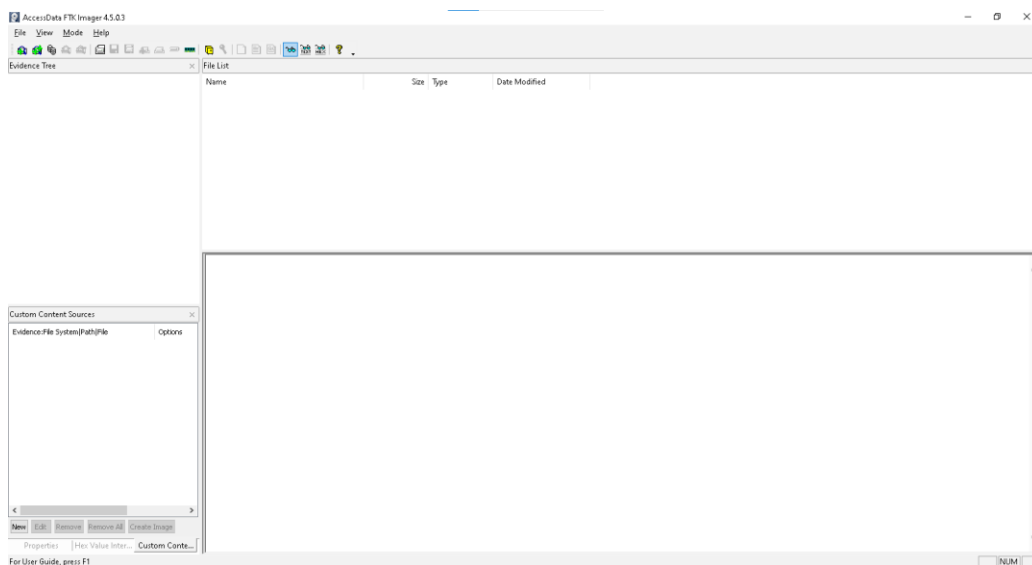 AccessData FTK Imager 4.5.0.3
File View Mode Help
Evidence Tree
File List
Name Size Type Date Modified
Custom Content Sources
Evidence:File System|Path|File Options
New Edit Remove Remove All Create Image
Properties Hex Value Inter... Custom Conte...
For User Guide, press F1
NUM